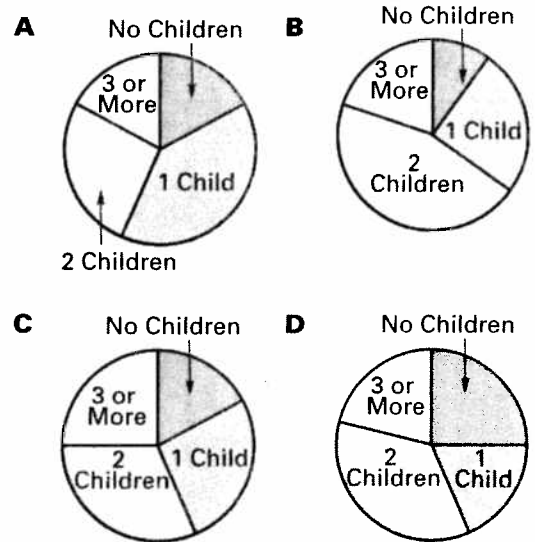 A
No Children
3 or
More
1 Child
2 Children
B
No Children
3 or
More
1 Child
2
Children
C
No Children
3 or
More
2
Children
1 Child
D
No Children
3 or
More
2
Children
1
Child